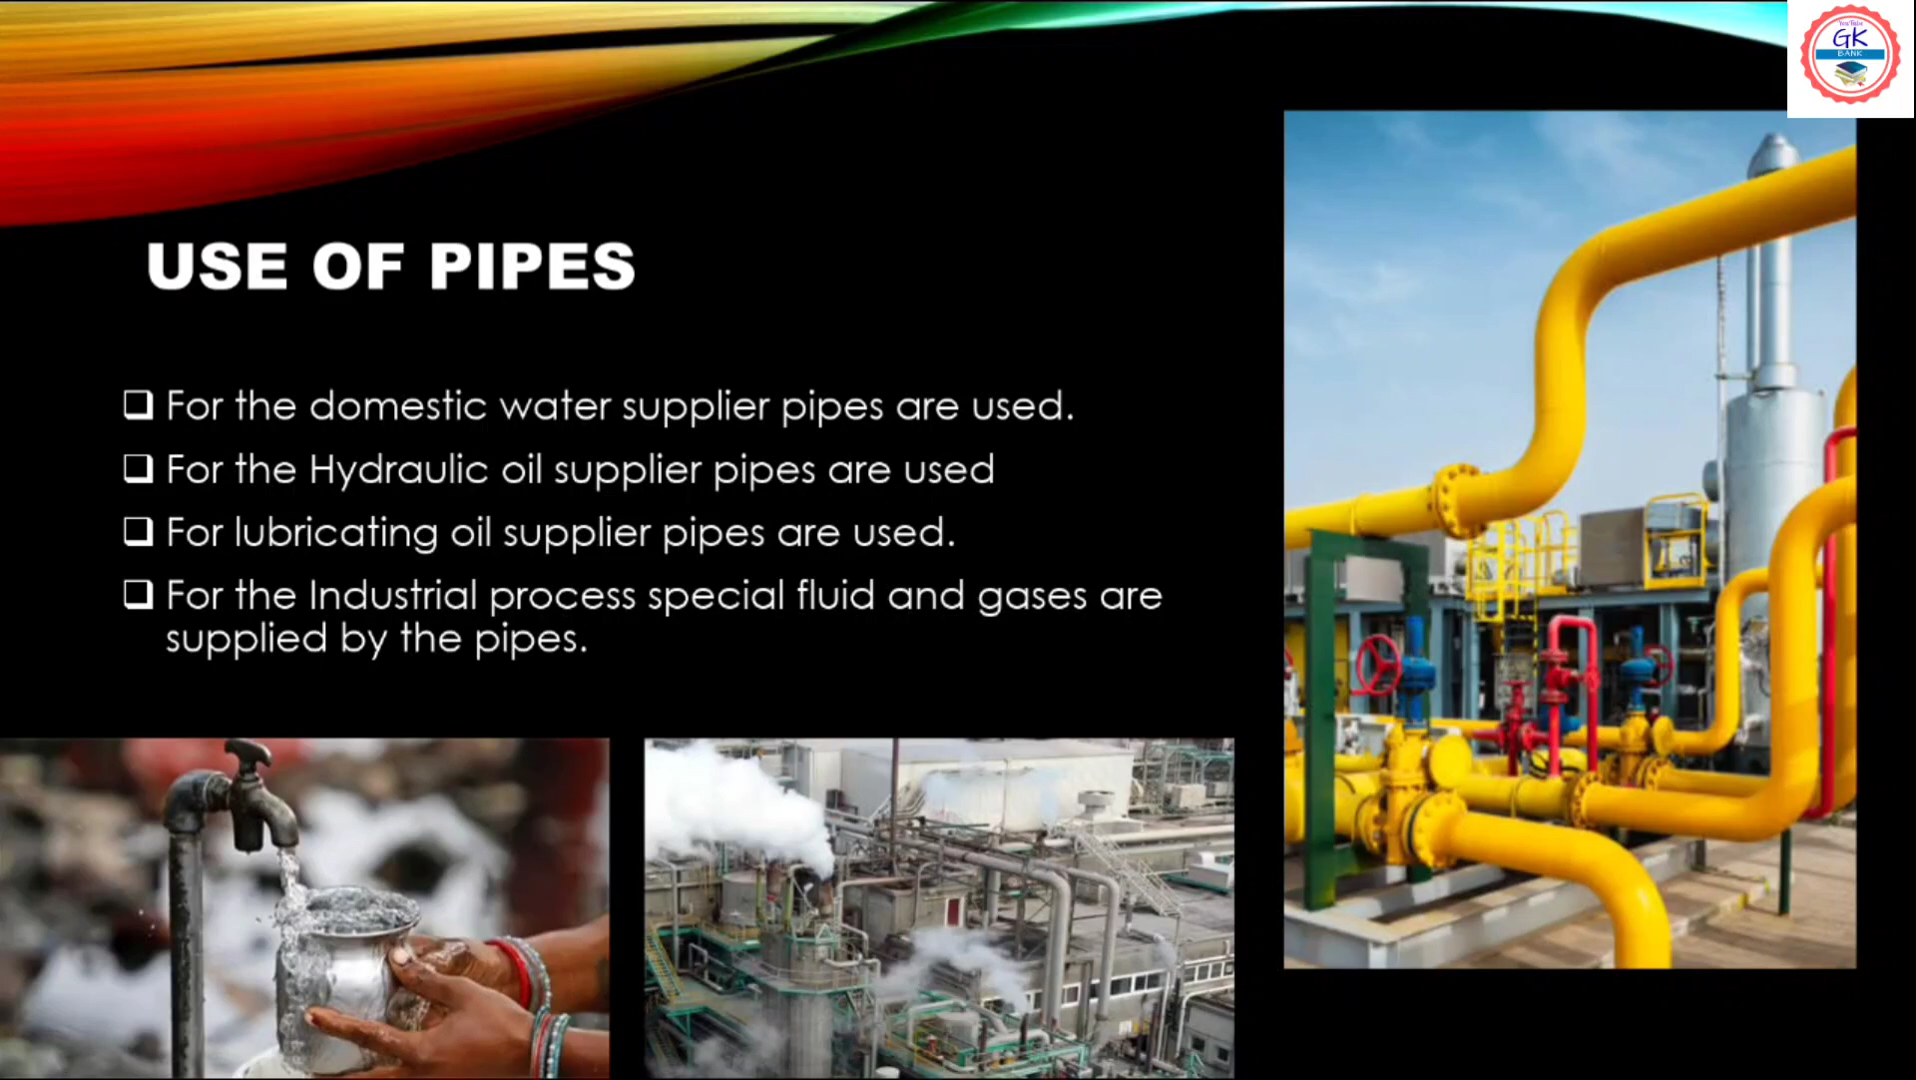 YouTube
GK
BANK
USE OF PIPES
For the domestic water supplier pipes are used.
For the Hydraulic oil supplier pipes are used
For lubricating oil supplier pipes are used.
For the Industrial process special fluid and gases are
supplied by the pipes.